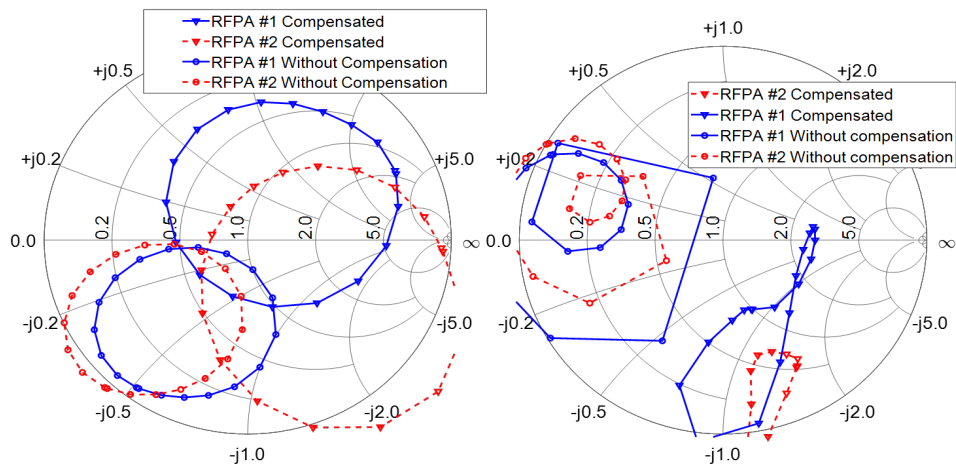 RFPA #1 Compensated
RFPA #2 Compensated
RFPA #1 Without Compensation
RFPA #2 Without Compensation
+j0.5
+j0.2
+j5.0
0.0
0.2
0.5
1.0
2.0
5.0
∞
-j0.2
-j5.0
-j0.5
-j2.0
-j1.0
+j1.0
+j0.5
+j2.0
RFPA #2 Compensated
RFPA #1 Compensated
RFPA #1 Without compensation
RFPA #2 Without compensation
+j0.2
+j5.0
0.0
0.2
0.5
1.0
2.0
5.0
∞
-j0.2
-j5.0
-j0.5
-j2.0
-j1.0